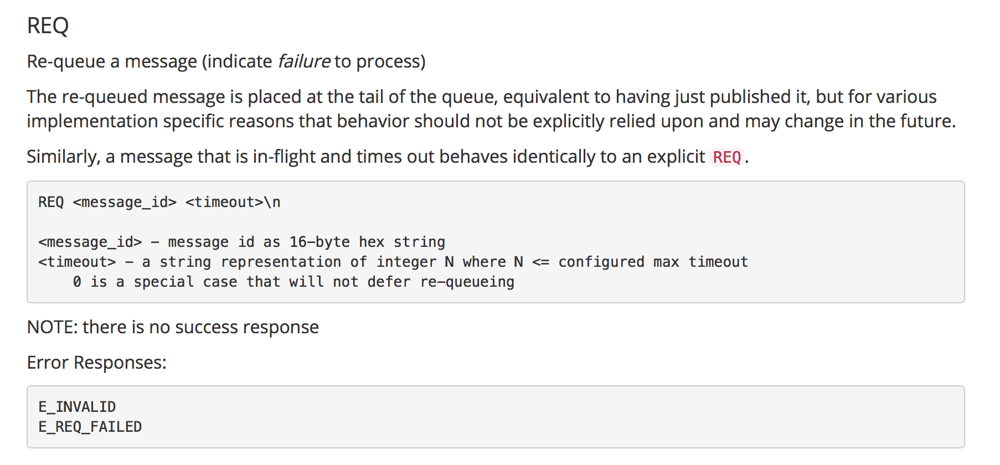 REQ
Re-queue a message (indicate failure to process)
The re-queued message is placed at the tail of the queue, equivalent to having just published it, but for various
implementation specific reasons that behavior should not be explicitly relied upon and may change in the future.
Similarly, a message that is in-flight and times out behaves identically to an explicit REQ.
REQ <message_id> <timeout>\n
<message_id> – message id as 16–byte hex string
<timeout> – a string representation of integer N where N <= configured max timeout
    0 is a special case that will not defer re–queueing
NOTE: there is no success response
Error Responses:
E_INVALID
E_REQ_FAILED